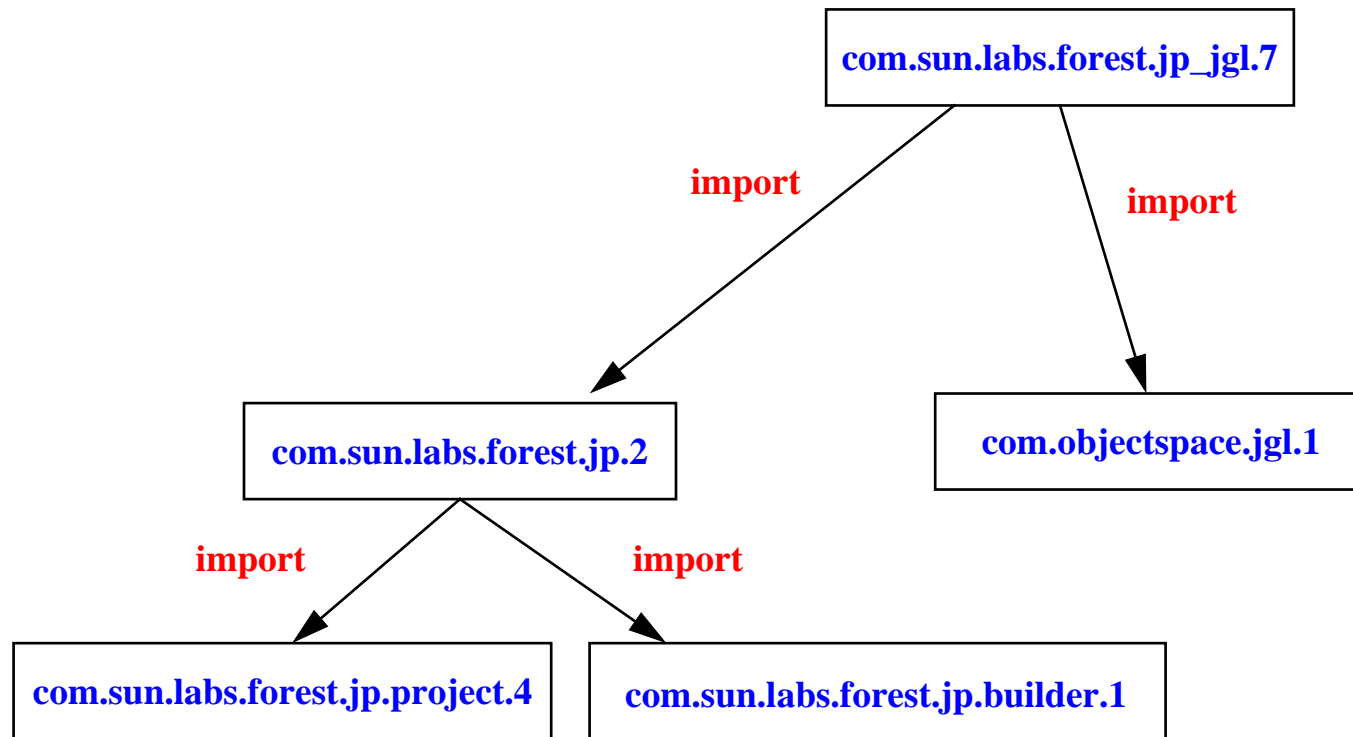 com.sun.labs.forest.jp_jgl.7
import
import
com.sun.labs.forest.jp.2
com.objectspace.jgl.1
import
import
com.sun.labs.forest.jp.project.4
com.sun.labs.forest.jp.builder.1